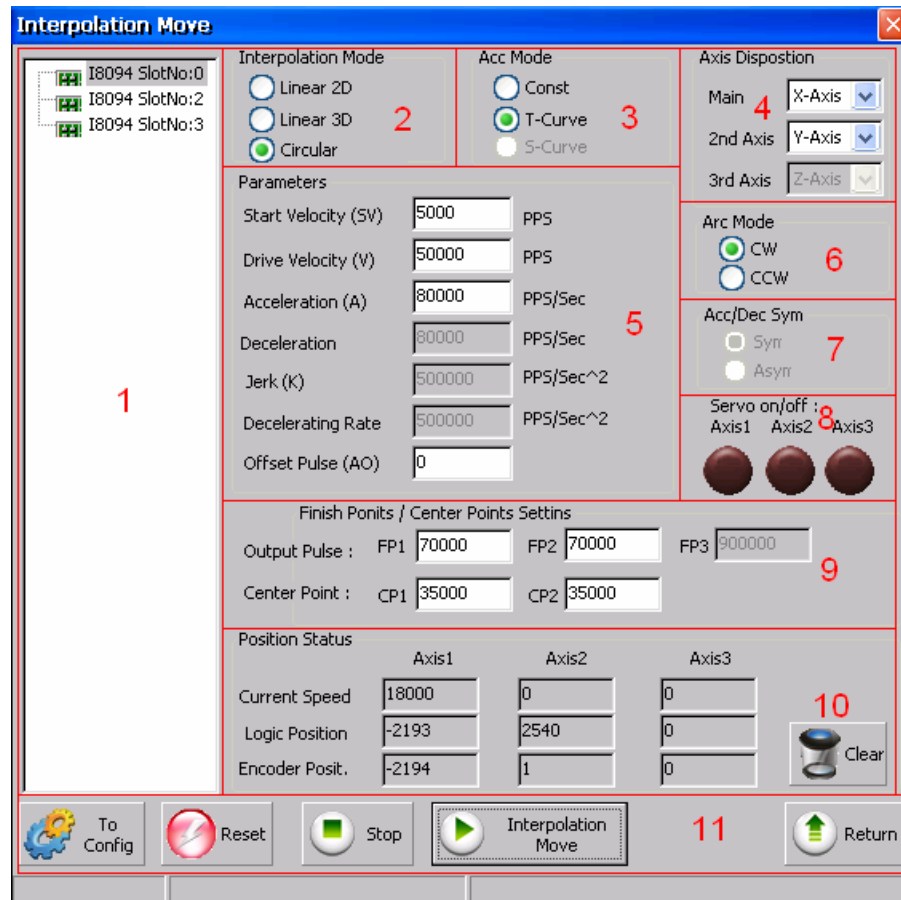 Interpolation Move
I8094 SlotNo:0
I8094 SlotNo:2
I8094 SlotNo:3
1
Interpolation Mode
Linear 2D
Linear 3D
Circular
2
Acc Mode
Const
T-Curve
S-Curve
3
Axis Dispostion
Main X-Axis
2nd Axis Y-Axis
3rd Axis Z-Axis
4
Parameters
Start Velocity (SV) 5000 PPS
Drive Velocity (V) 50000 PPS
Acceleration (A) 80000 PPS/Sec
Deceleration 80000 PPS/Sec
Jerk (K) 500000 PPS/Sec^2
Decelerating Rate 500000 PPS/Sec^2
Offset Pulse (AO) 0
5
Arc Mode
CW
CCW
6
Acc/Dec Sym
Sym
Asym
7
Servo on/off :
8
Axis1 Axis2 Axis3
Finish Ponits / Center Points Settins
Output Pulse : FP1 70000 FP2 70000 FP3 900000
Center Point : CP1 35000 CP2 35000
9
Position Status
Axis1 Axis2 Axis3
Current Speed 18000 0 0
Logic Position -2193 2540 0
Encoder Posit. -2194 1 0
10
Clear
To Config
Reset
Stop
Interpolation Move
11
Return